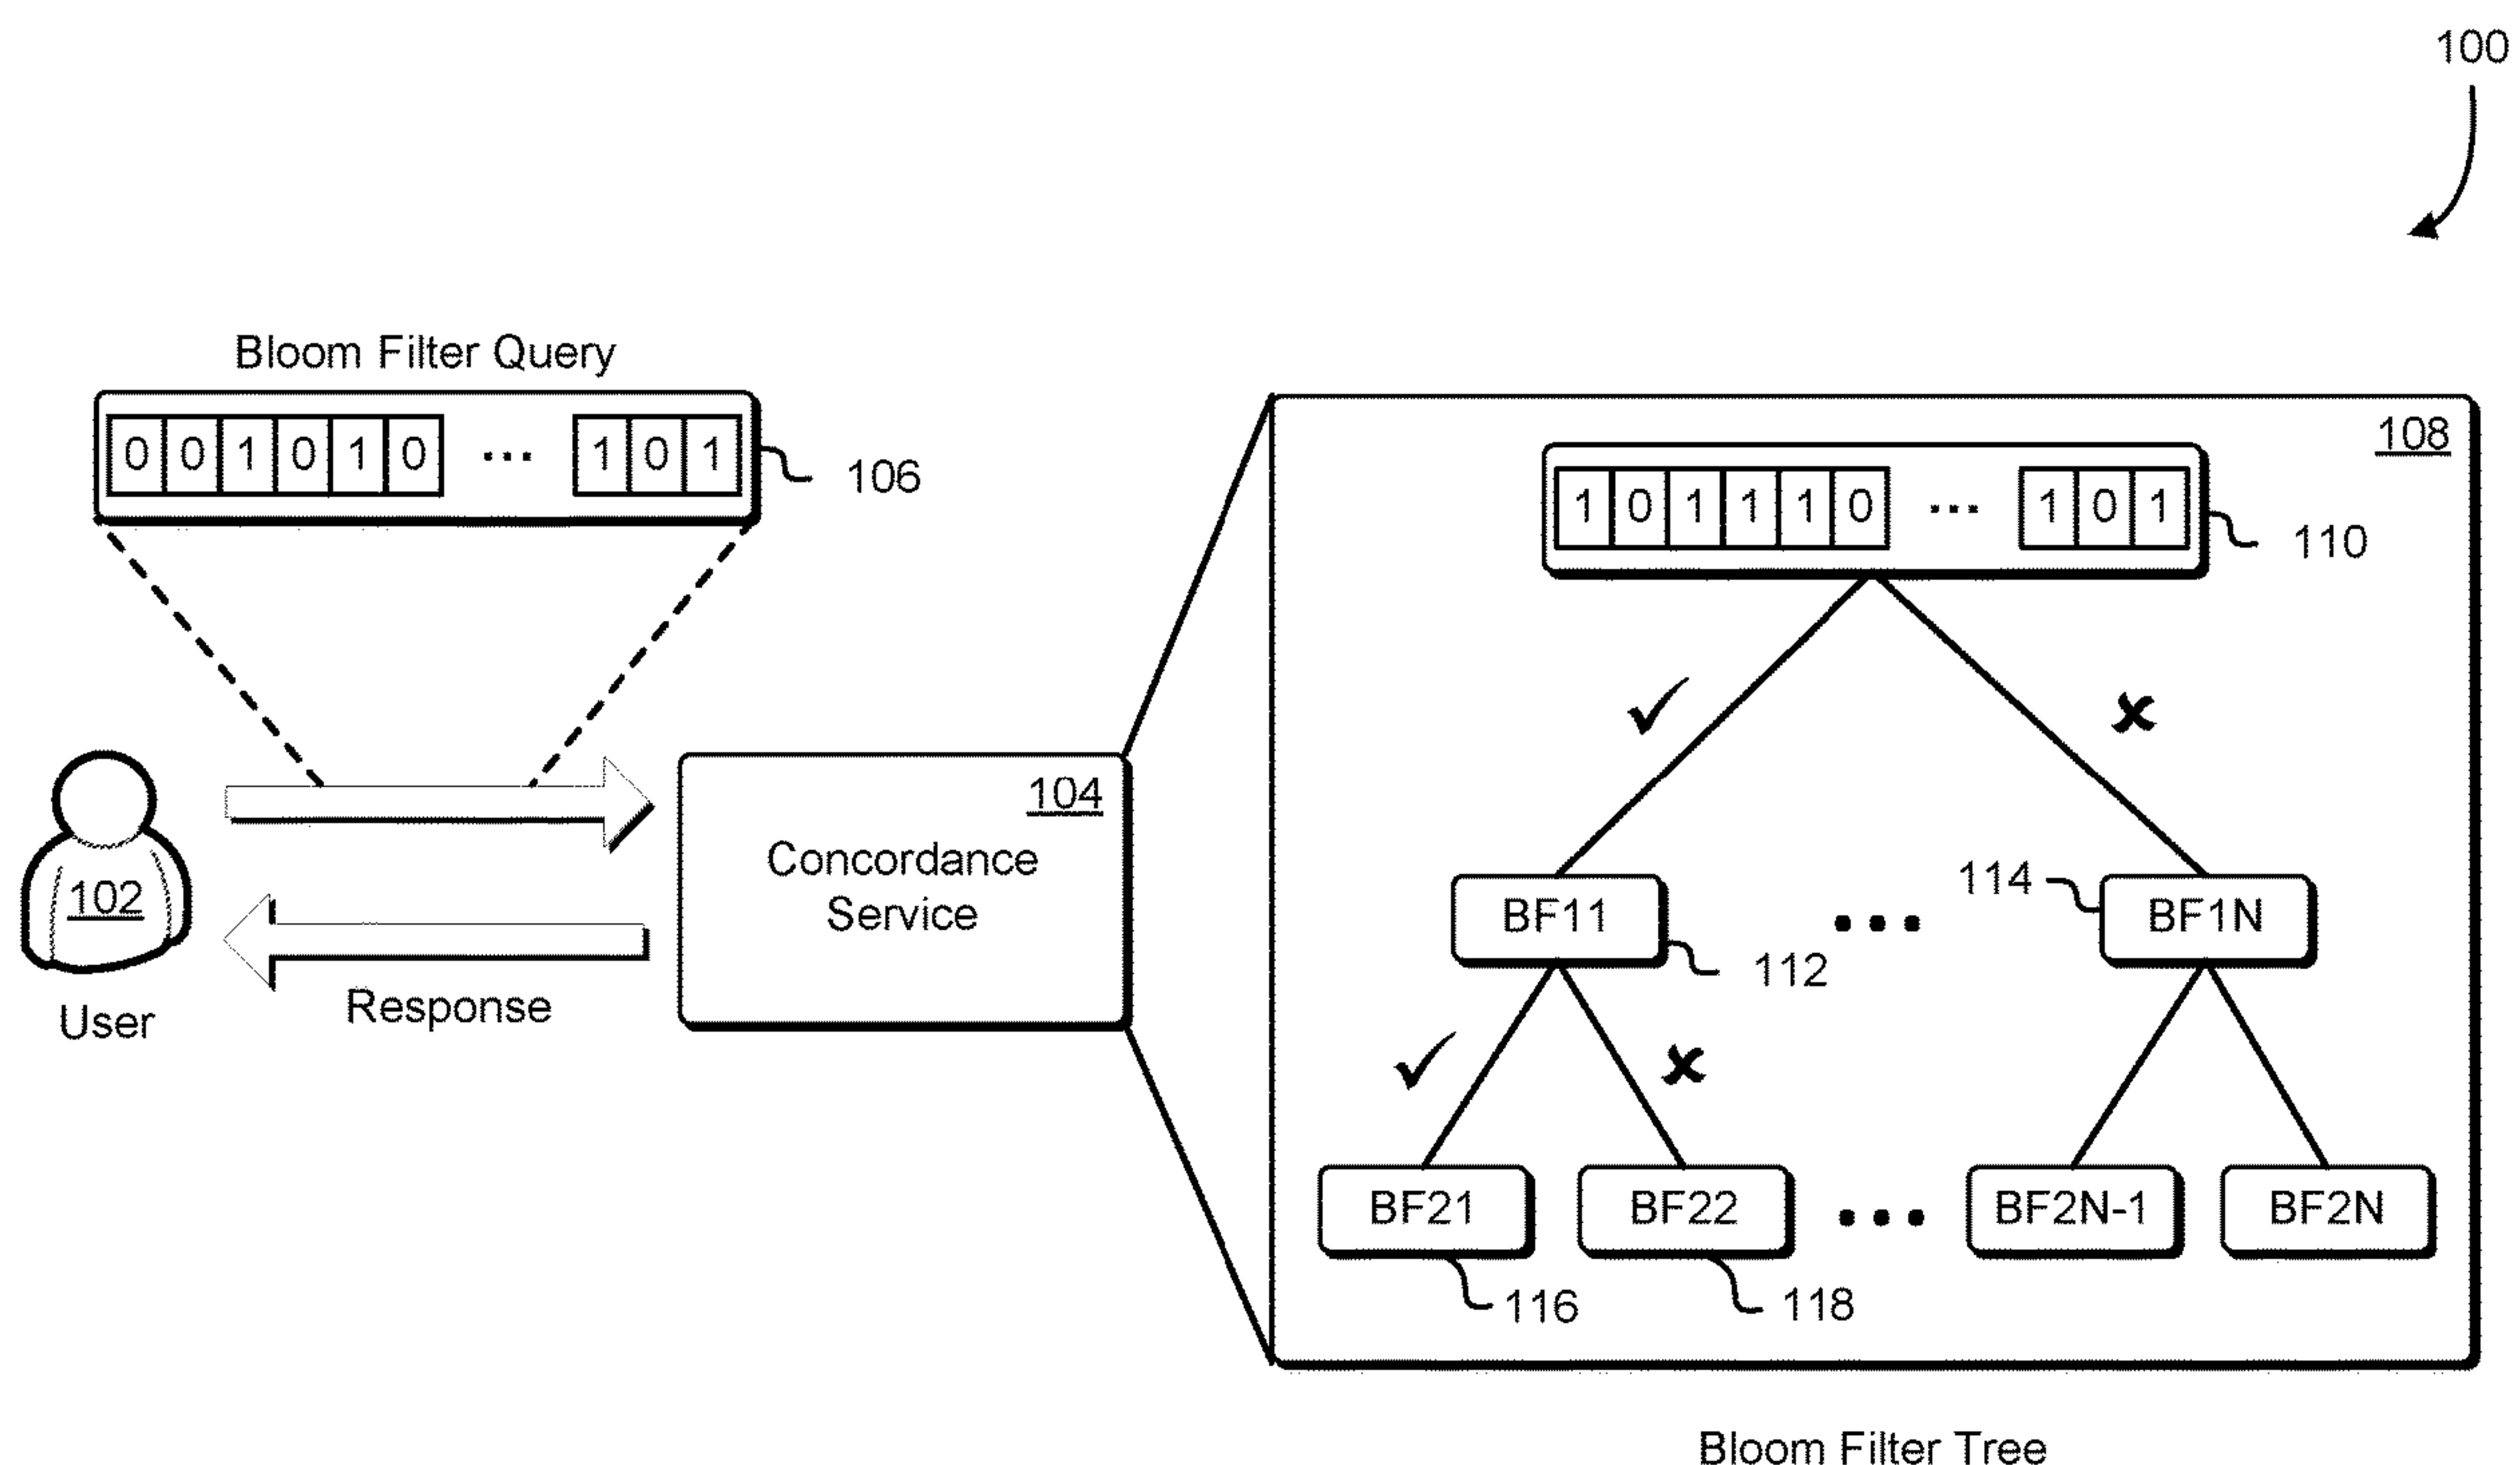 100
Bloom Filter Query
0 0 1 0 1 0 ... 1 0 1
106
108
1 0 1 1 1 0 ... 1 0 1
110
104
Concordance
Service
102
User
Response
BF11
112
...
114
BF1N
BF21
BF22
...
BF2N-1
BF2N
116
118
Bloom Filter Tree